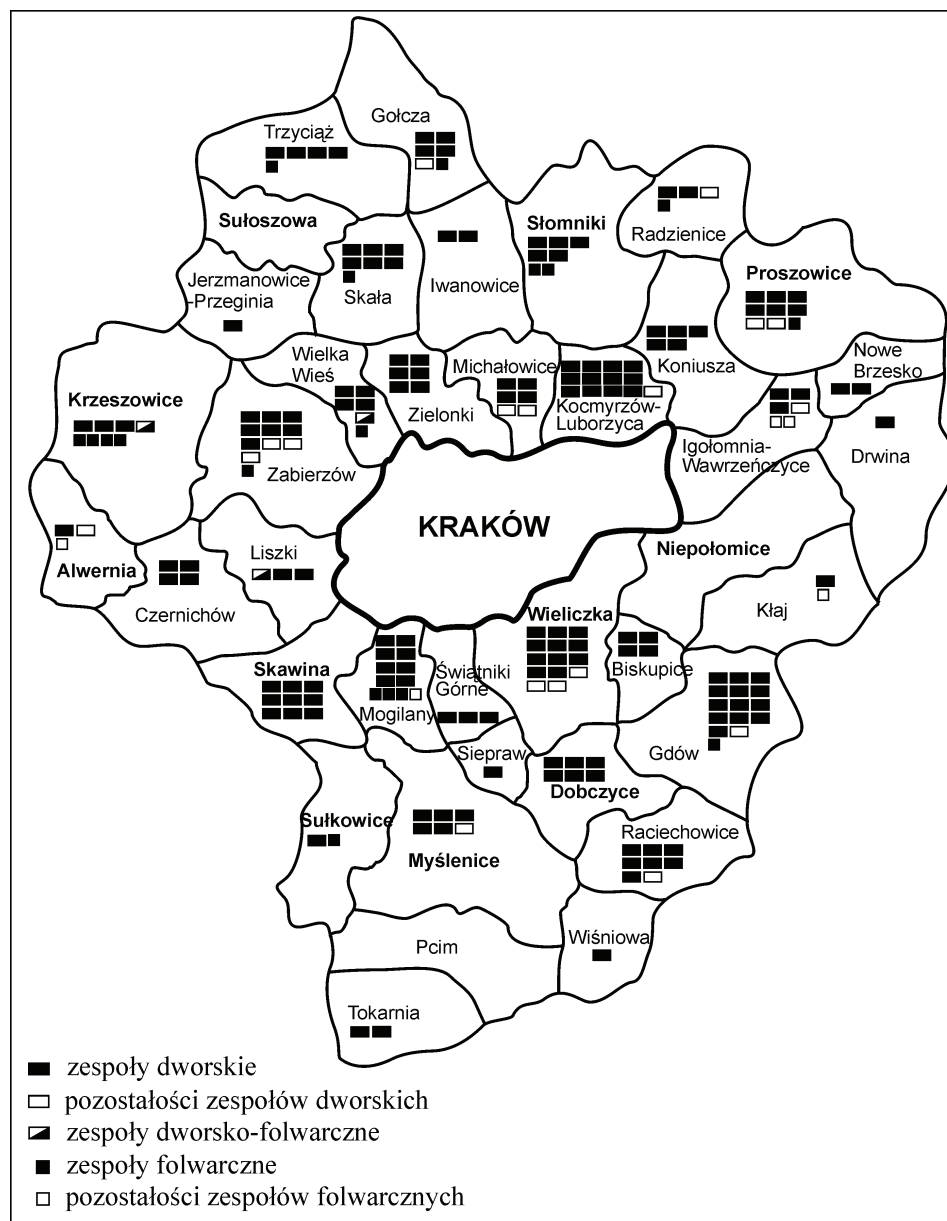 Gołcza
Trzyciąż
Sułoszowa
Słomniki
Radzienice
Iwanowice
Skała
Jerzmanowice
-Przeginia
Proszowice
Wielka
Wieś
Michałowice
Koniusza
Nowe
Brzesko
Krzeszowice
Zielonki
Kocmyrzów-
Luborzyca
Igołomnia-
Wawrzeńczyce
Drwina
Zabierzów
KRAKÓW
Liszki
Niepołomice
Alwernia
Czernichów
Kłaj
Wieliczka
Skawina
Świątniki
Górne
Biskupice
Mogilany
Gdów
Siepraw
Dobczyce
Sułkowice
Raciechowice
Myślenice
Wiśniowa
Pcim
Tokarnia
zespoły dworskie
pozostałości zespołów dworskich
zespoły dworsko-folwarczne
zespoły folwarczne
pozostałości zespołów folwarcznych